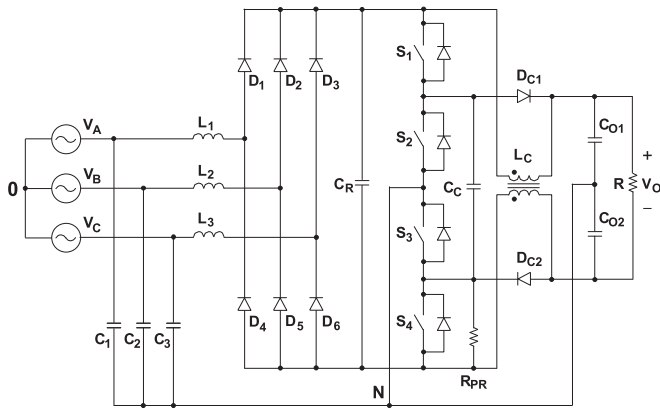 S1
D1
D2
D3
DC1
VA
L1
S2
CO1
+
LC
0
VB
L2
CR
CC
R
VO
VC
L3
CO2
−
S3
DC2
D4
D5
D6
S4
C1
C2
C3
RPR
N